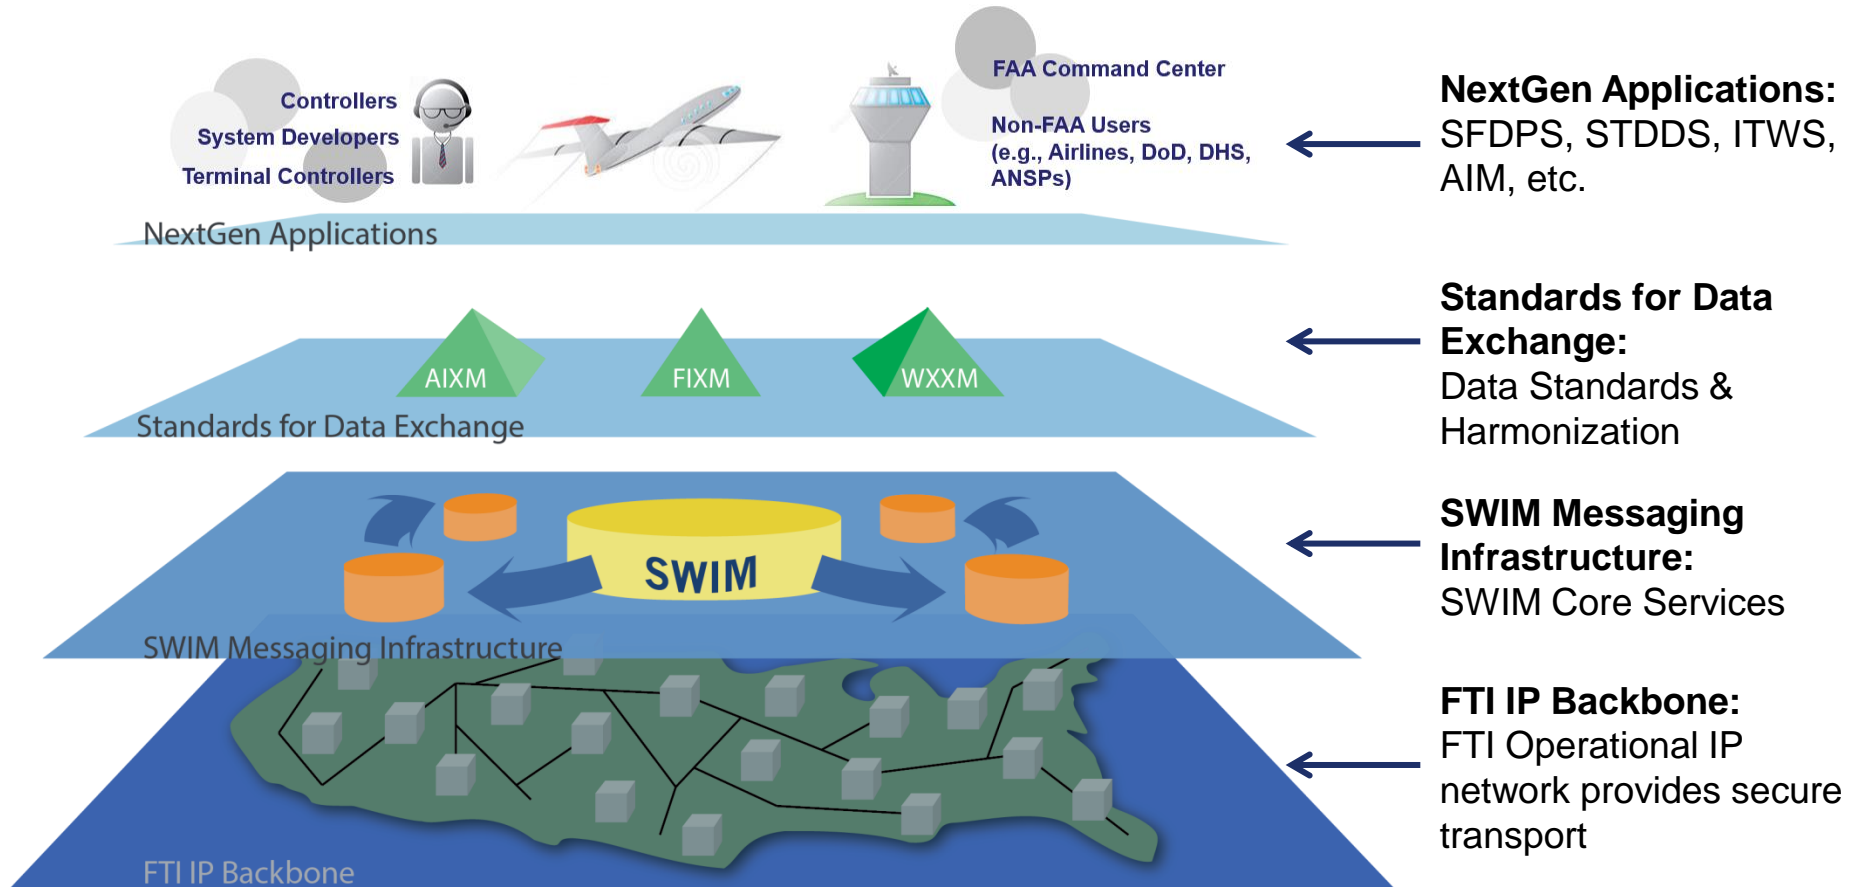 Controllers
System Developers
Terminal Controllers
FAA Command Center
Non-FAA Users
(e.g., Airlines, DoD, DHS,
ANSPs)
NextGen Applications
NextGen Applications:
SFDPS, STDDS, ITWS,
AIM, etc.
AIXM
FIXM
WXXM
Standards for Data Exchange
Standards for Data
Exchange:
Data Standards &
Harmonization
SWIM
SWIM Messaging Infrastructure
SWIM Messaging
Infrastructure:
SWIM Core Services
FTI IP Backbone
FTI IP Backbone:
FTI Operational IP
network provides secure
transport